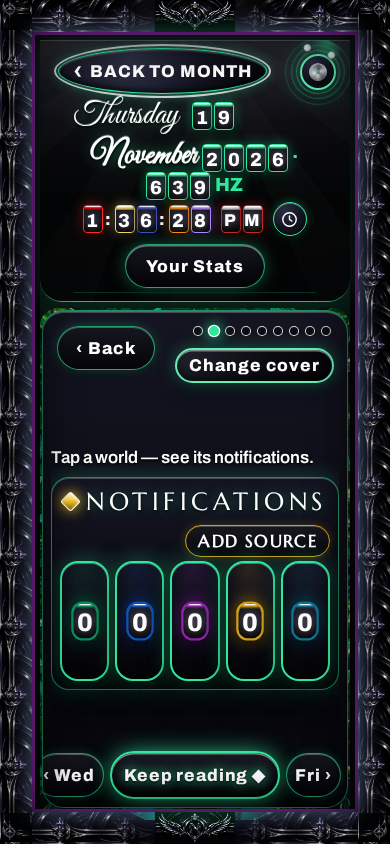 ‹ BACK TO MONTH
Thursday 19
November 2026 ·
639 HZ
1:36:28 PM
Your Stats
‹ Back
Change cover
Tap a world — see its notifications.
NOTIFICATIONS
ADD SOURCE
0 0 0 0 0
‹ Wed Keep reading ◆ Fri ›